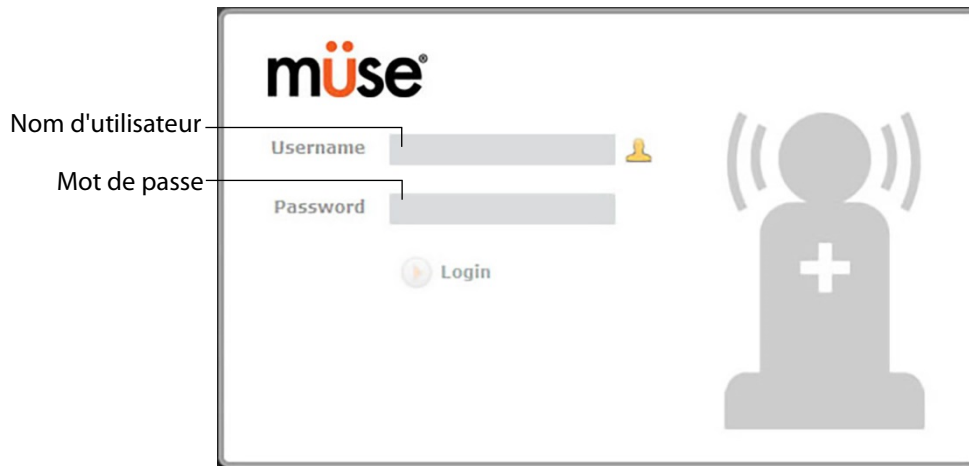 müse®
Nom d'utilisateur
Username
Mot de passe
Password
Login